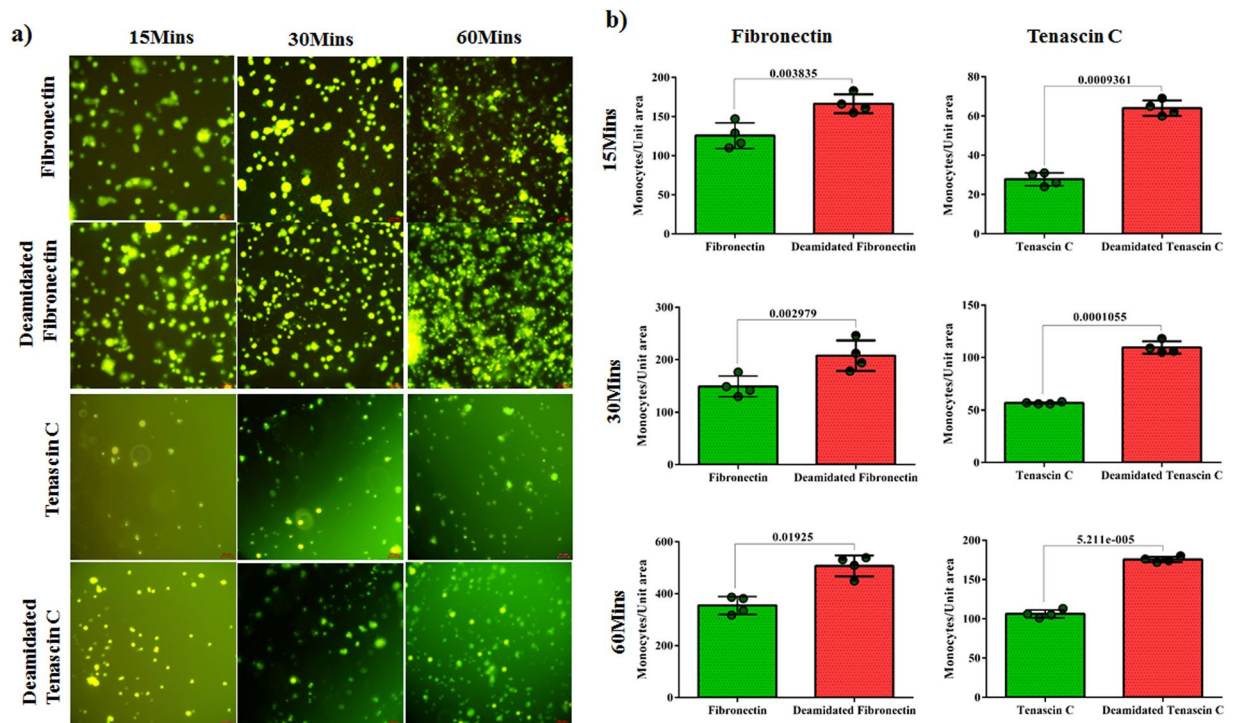 a)
15Mins 30Mins 60Mins
Fibronectin
Deamidated
Fibronectin
Tenascin C
Deamidated
Tenascin C
b)
Fibronectin Tenascin C
15Mins
Monocytes/Unit area
200
150
100
50
0
0.003835
Fibronectin Deamidated Fibronectin
Monocytes/Unit area
80
60
40
20
0
0.0009361
Tenascin C Deamidated Tenascin C
30Mins
Monocytes/Unit area
300
200
100
0
0.002979
Fibronectin Deamidated Fibronectin
Monocytes/Unit area
150
100
50
0
0.0001055
Tenascin C Deamidated Tenascin C
60Mins
Monocytes/Unit area
600
400
200
0
0.01925
Fibronectin Deamidated Fibronectin
Monocytes/Unit area
200
150
100
50
0
5.211e-005
Tenascin C Deamidated Tenascin C